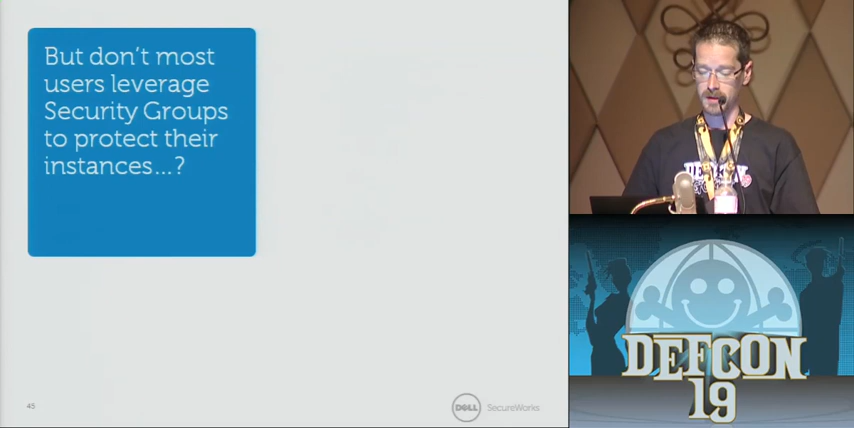 But don't most
users leverage
Security Groups
to protect their
instances...?
45
DELL SecureWorks
DEFCON
19